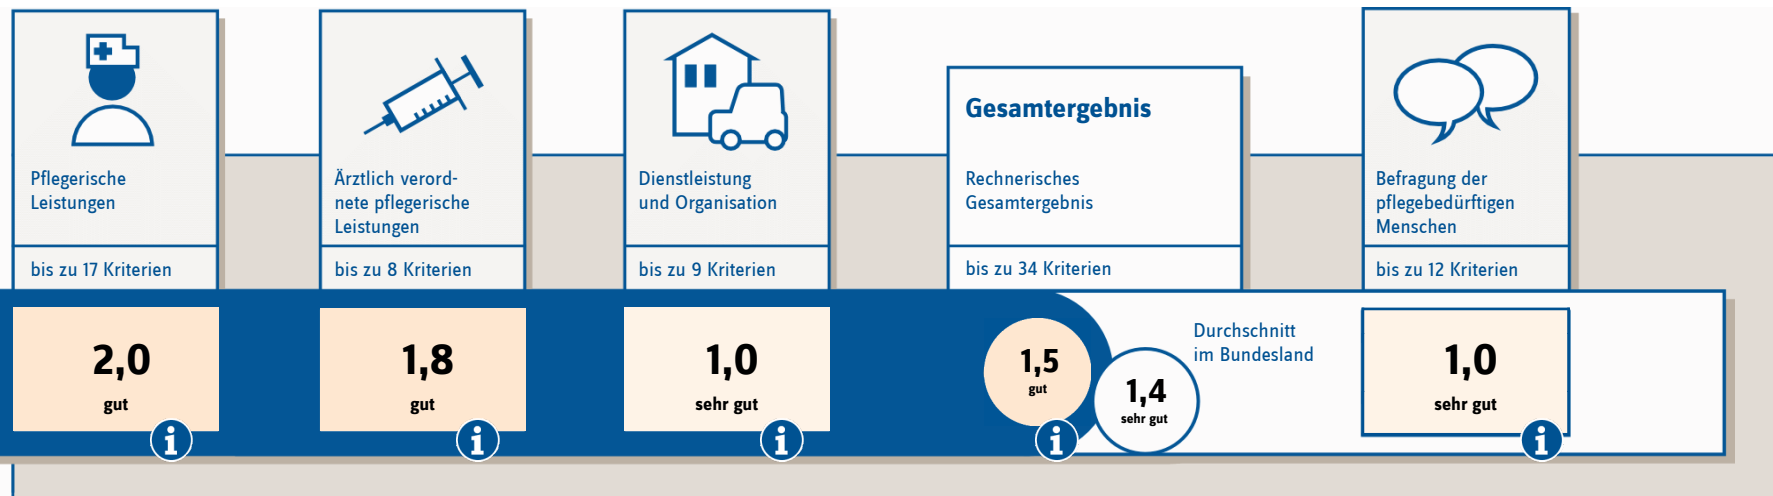 Pflegerische
Leistungen
bis zu 17 Kriterien
2,0
gut
i
Ärztlich verord-
nete pflegerische
Leistungen
bis zu 8 Kriterien
1,8
gut
i
Dienstleistung
und Organisation
bis zu 9 Kriterien
1,0
sehr gut
i
Gesamtergebnis
Rechnerisches
Gesamtergebnis
bis zu 34 Kriterien
1,5
gut
i
Durchschnitt
im Bundesland
1,4
sehr gut
Befragung der
pflegebedürftigen
Menschen
bis zu 12 Kriterien
1,0
sehr gut
i